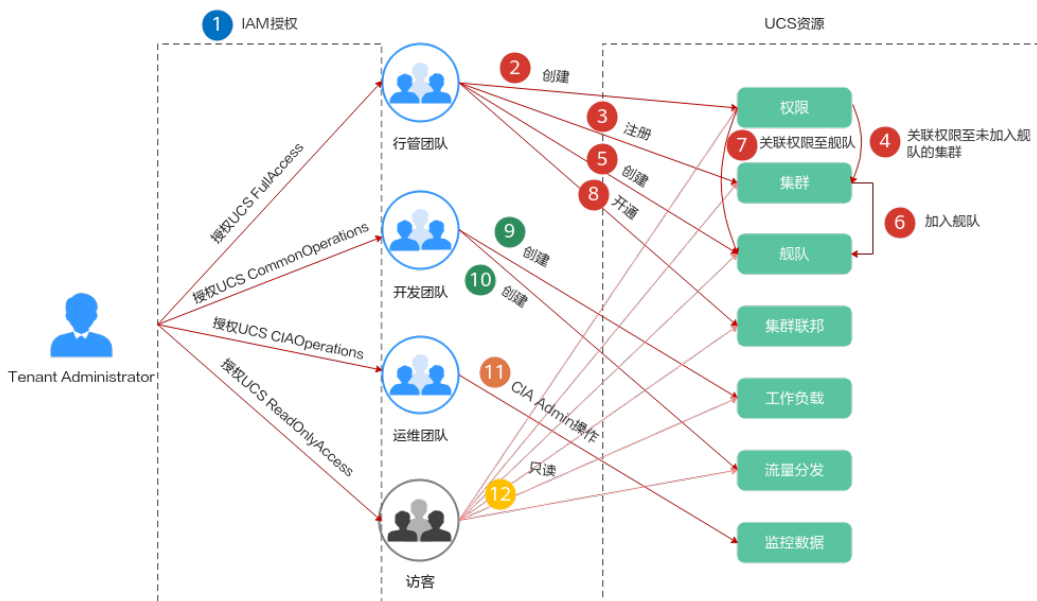 1
IAM授权
UCS资源
2
创建
权限
3
注册
7
关联权限至舰队
4
关联权限至未加入舰
队的集群
行管团队
5
创建
集群
授权UCS FullAccess
8
开通
6
加入舰队
9
创建
舰队
授权UCS CommonOperations
10
创建
开发团队
集群联邦
授权UCS CIAOperations
Tenant Administrator
授权UCS ReadOnlyAccess
11
CIA Admin操作
工作负载
运维团队
只读
流量分发
12
监控数据
访客